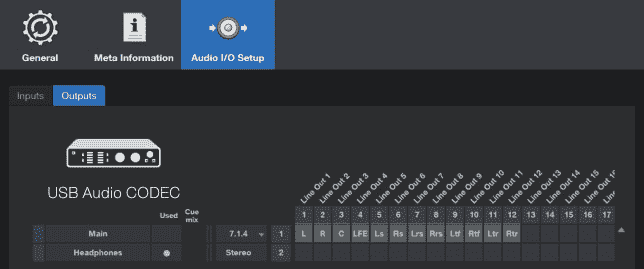 General
Meta Information
Audio I/O Setup
Inputs
Outputs
Line Out 1
Line Out 2
Line Out 3
Line Out 4
Line Out 5
Line Out 6
Line Out 7
Line Out 8
Line Out 9
Line Out 10
Line Out 11
Line Out 12
Line Out 13
Line Out 14
Line Out 15
Line Out 16
USB Audio CODEC
Used Cue mix
1 2 3 4 5 6 7 8 9 10 11 12 13 14 15 16 17
Main 7.1.4 1 L R C LFE Ls Rs Lrs Rrs Ltf Rtf Ltr Rtr
Headphones Stereo 2